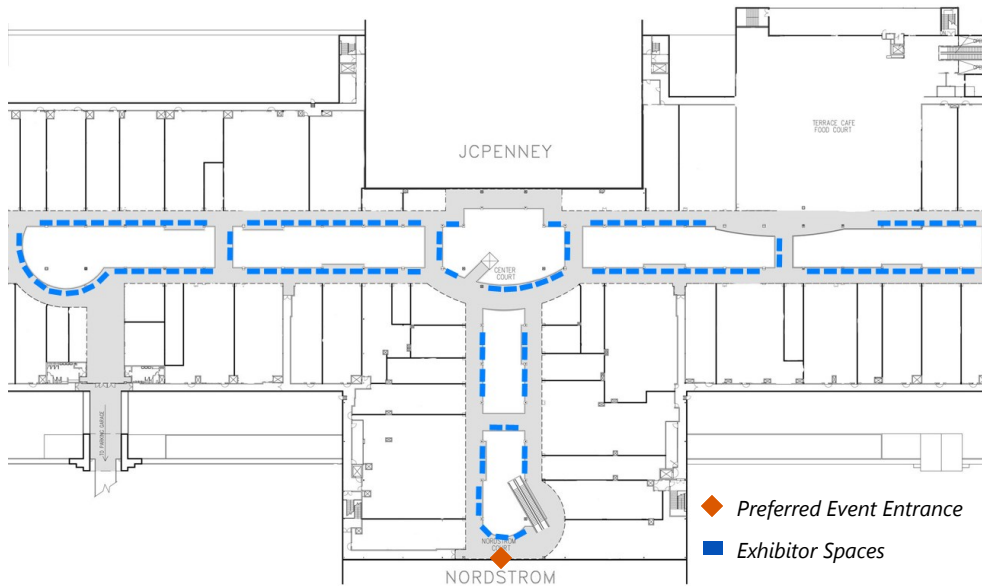 JCPENNEY
TERRACE CAFE
FOOD COURT
CENTER
COURT
TO PARKING GARAGE
NORDSTROM
COURT
NORDSTROM
Preferred Event Entrance
Exhibitor Spaces